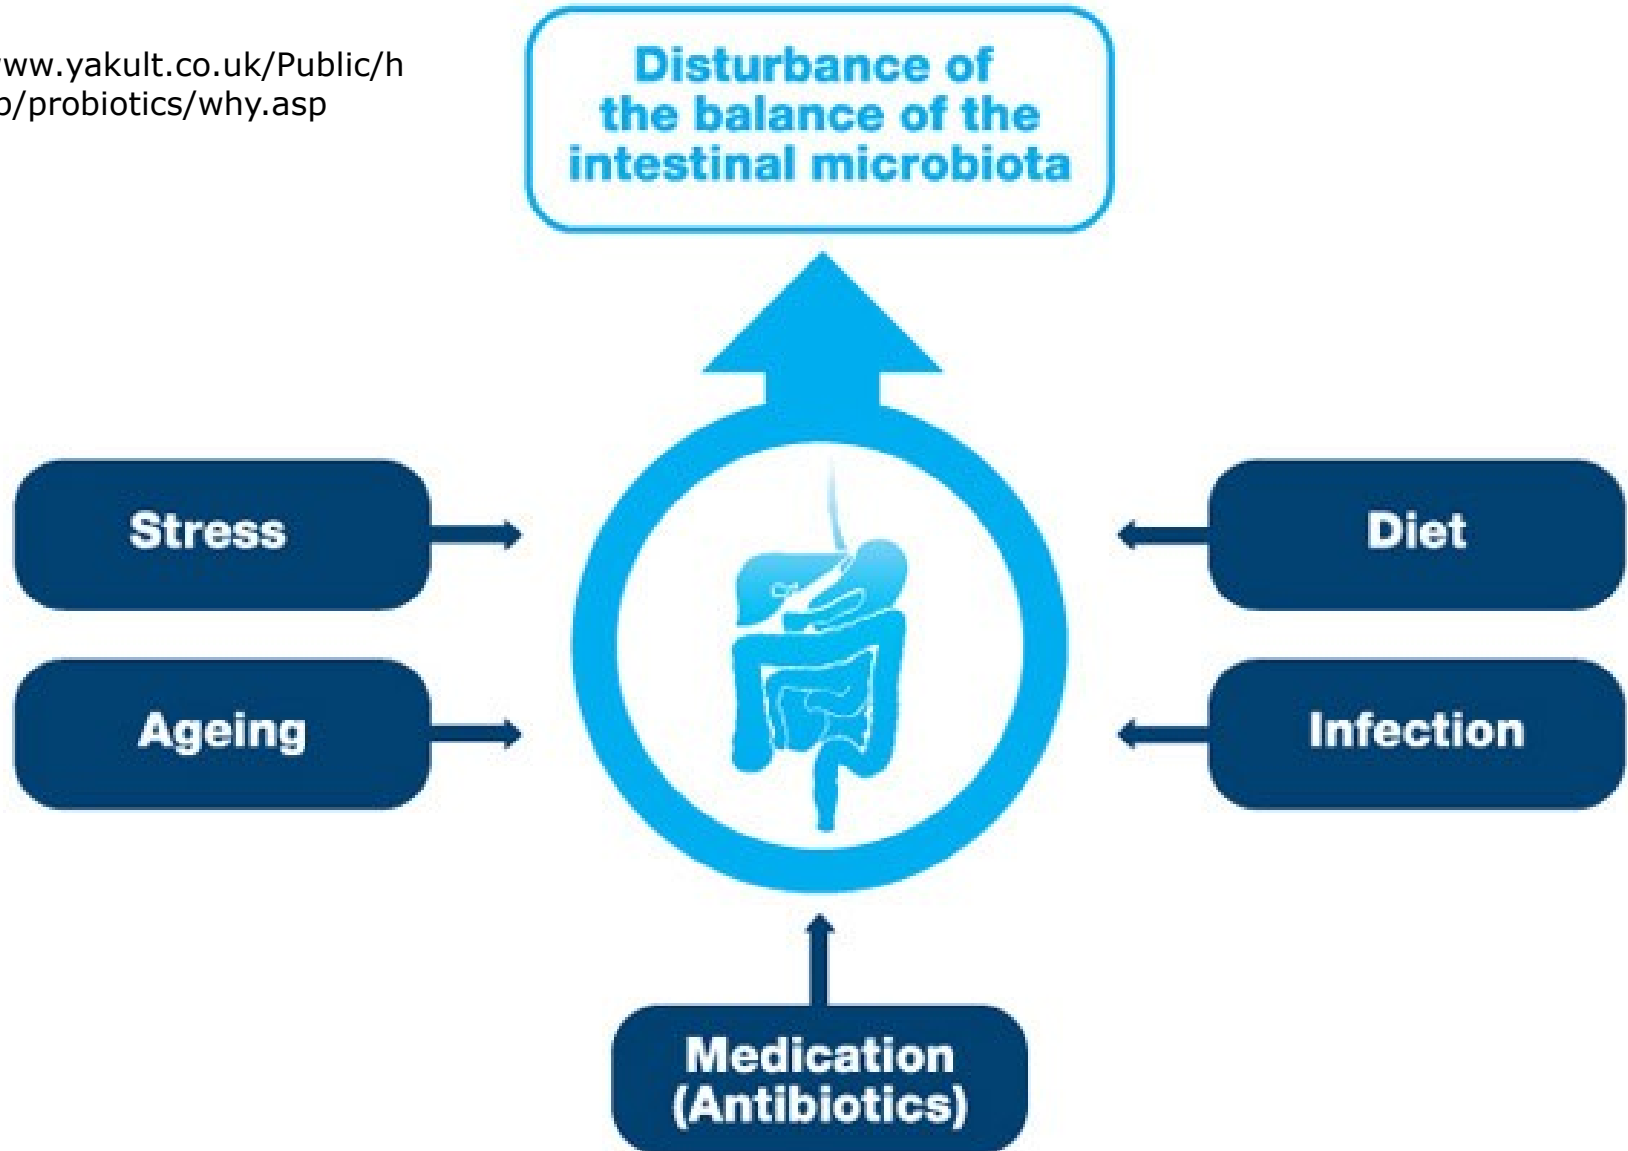 ww.yakult.co.uk/Public/h
/probiotics/why.asp
Disturbance of
the balance of the
intestinal microbiota
Stress
Diet
Ageing
Infection
Medication
(Antibiotics)